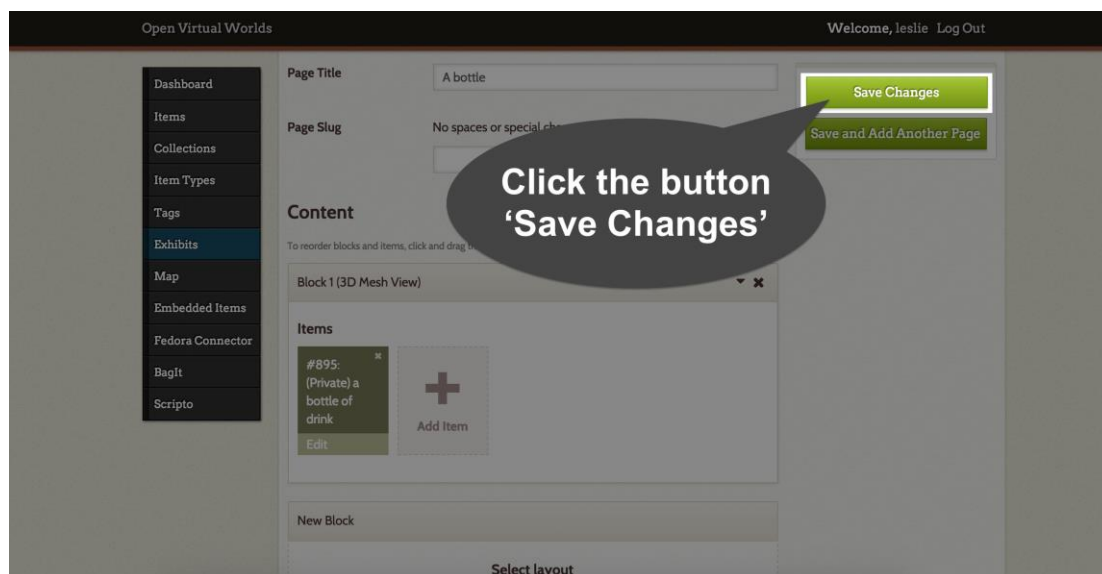 Open Virtual Worlds
Welcome, leslie Log Out
Dashboard
Items
Collections
Item Types
Tags
Exhibits
Map
Embedded Items
Fedora Connector
BagIt
Scripto
Page Title
A bottle
Page Slug
No spaces or special
Content
To reorder blocks and items, click and drag
Block 1 (3D Mesh View)
Items
#895:
(Private) a
bottle of
drink
Edit
Add Item
New Block
Select layout
Save Changes
Save and Add Another Page
Click the button
‘Save Changes’